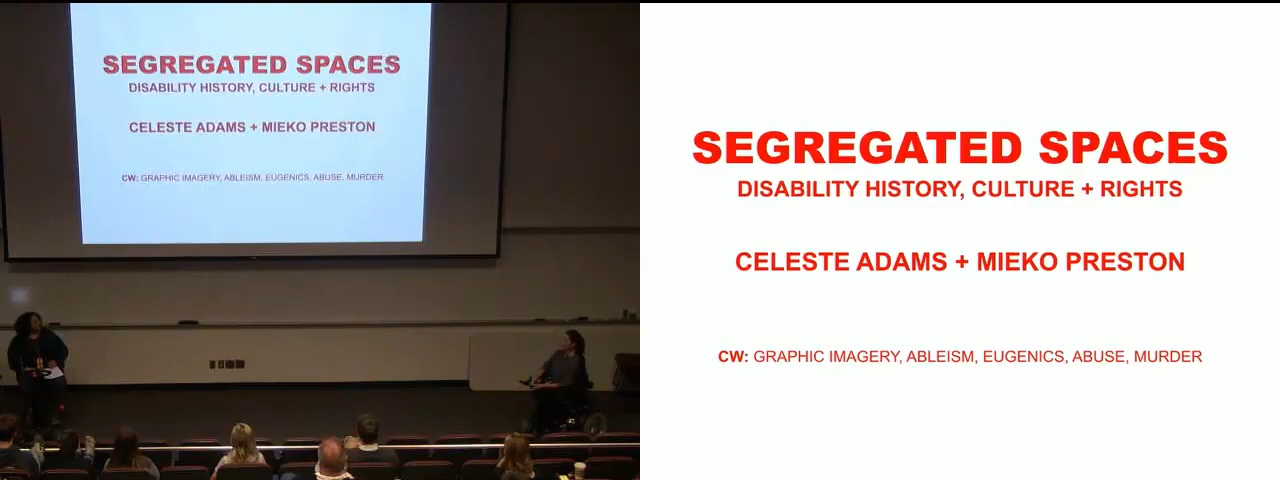 SEGREGATED SPACES
DISABILITY HISTORY, CULTURE + RIGHTS
CELESTE ADAMS + MIEKO PRESTON
CW: GRAPHIC IMAGERY, ABLEISM, EUGENICS, ABUSE, MURDER
SEGREGATED SPACES
DISABILITY HISTORY, CULTURE + RIGHTS
CELESTE ADAMS + MIEKO PRESTON
CW: GRAPHIC IMAGERY, ABLEISM, EUGENICS, ABUSE, MURDER